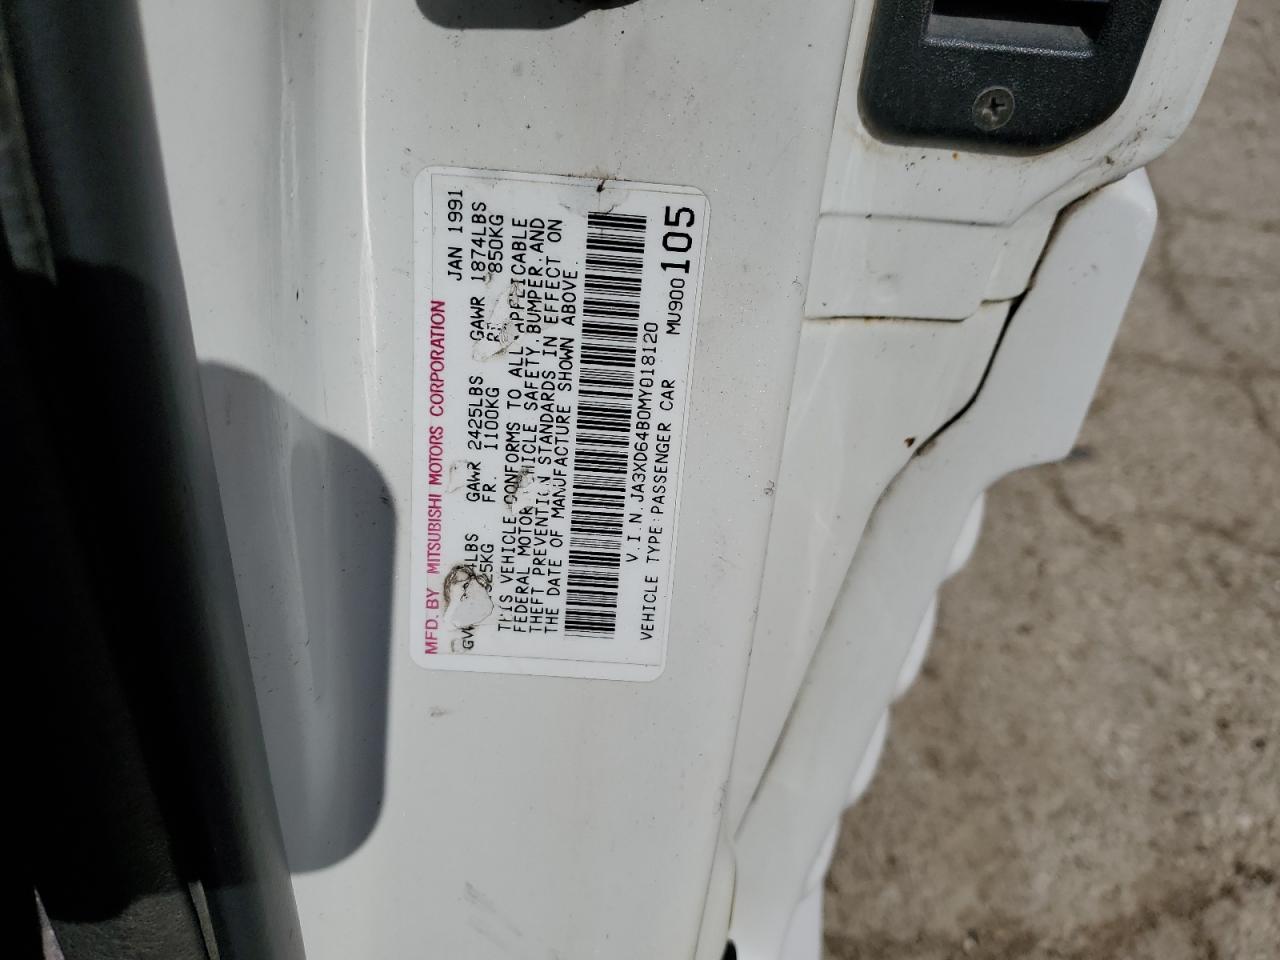 MFD. BY MITSUBISHI MOTORS CORPORATION JAN 1991
GAWR 2425LBS GAWR 1874LBS
FR. 1100KG 850KG
THIS VEHICLE CONFORMS TO ALL APPLICABLE
FEDERAL MOTOR VEHICLE SAFETY, BUMPER, AND
THEFT PREVENTION STANDARDS IN EFFECT ON
THE DATE OF MANUFACTURE SHOWN ABOVE.
V.I.N. JA3XD64B0MY018120
VEHICLE TYPE: PASSENGER CAR MU900105